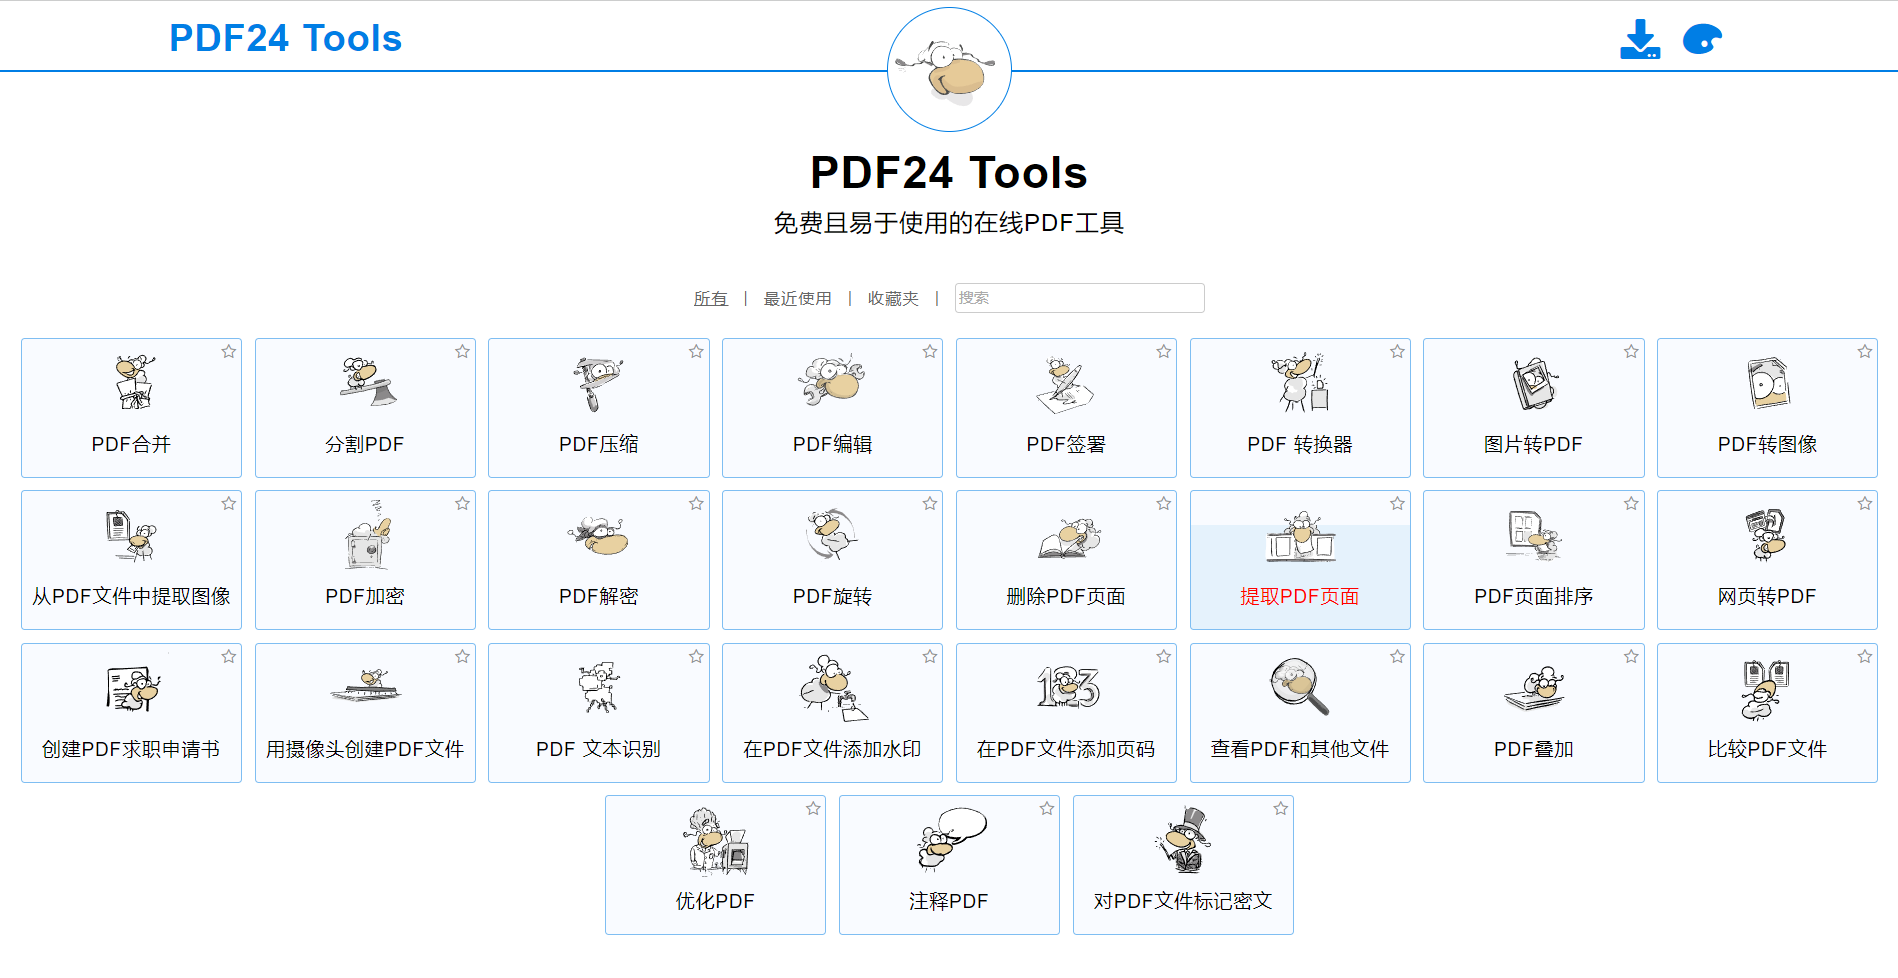 PDF24 Tools
PDF24 Tools
免费且易于使用的在线PDF工具
所有 | 最近使用 | 收藏夹 | 搜索
PDF合并
分割PDF
PDF压缩
PDF编辑
PDF签署
PDF 转换器
图片转PDF
PDF转图像
从PDF文件中提取图像
PDF加密
PDF解密
PDF旋转
删除PDF页面
提取PDF页面
PDF页面排序
网页转PDF
创建PDF求职申请书
用摄像头创建PDF文件
PDF 文本识别
在PDF文件添加水印
123
在PDF文件添加页码
查看PDF和其他文件
PDF叠加
比较PDF文件
优化PDF
注释PDF
对PDF文件标记密文